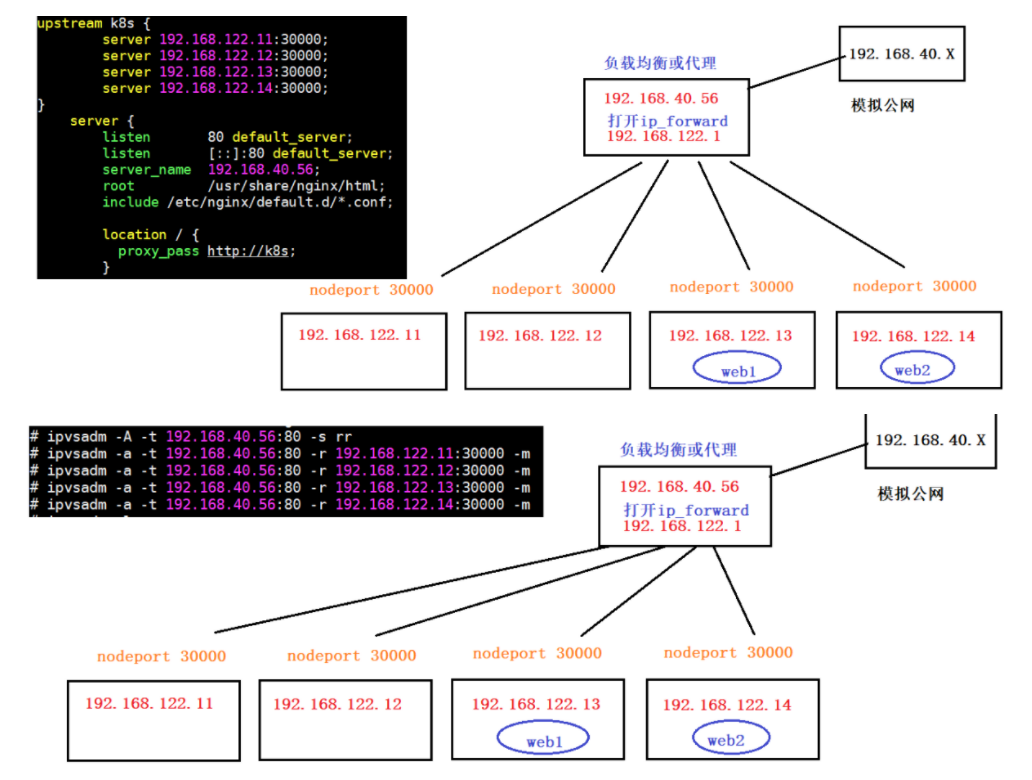 upstream k8s {
server 192.168.122.11:30000;
server 192.168.122.12:30000;
server 192.168.122.13:30000;
server 192.168.122.14:30000;
}
server {
listen 80 default_server;
listen [::]:80 default_server;
server_name 192.168.40.56;
root /usr/share/nginx/html;
include /etc/nginx/default.d/*.conf;
location / {
proxy_pass http://k8s;
}
负载均衡或代理
192.168.40.56
打开ip_forward
192.168.122.1
192.168.40.X
模拟公网
nodeport 30000
nodeport 30000
nodeport 30000
nodeport 30000
192.168.122.11
192.168.122.12
192.168.122.13
web1
192.168.122.14
web2
# ipvsadm -A -t 192.168.40.56:80 -s rr
# ipvsadm -a -t 192.168.40.56:80 -r 192.168.122.11:30000 -m
# ipvsadm -a -t 192.168.40.56:80 -r 192.168.122.12:30000 -m
# ipvsadm -a -t 192.168.40.56:80 -r 192.168.122.13:30000 -m
# ipvsadm -a -t 192.168.40.56:80 -r 192.168.122.14:30000 -m
负载均衡或代理
192.168.40.56
打开ip_forward
192.168.122.1
192.168.40.X
模拟公网
nodeport 30000
nodeport 30000
nodeport 30000
nodeport 30000
192.168.122.11
192.168.122.12
192.168.122.13
web1
192.168.122.14
web2